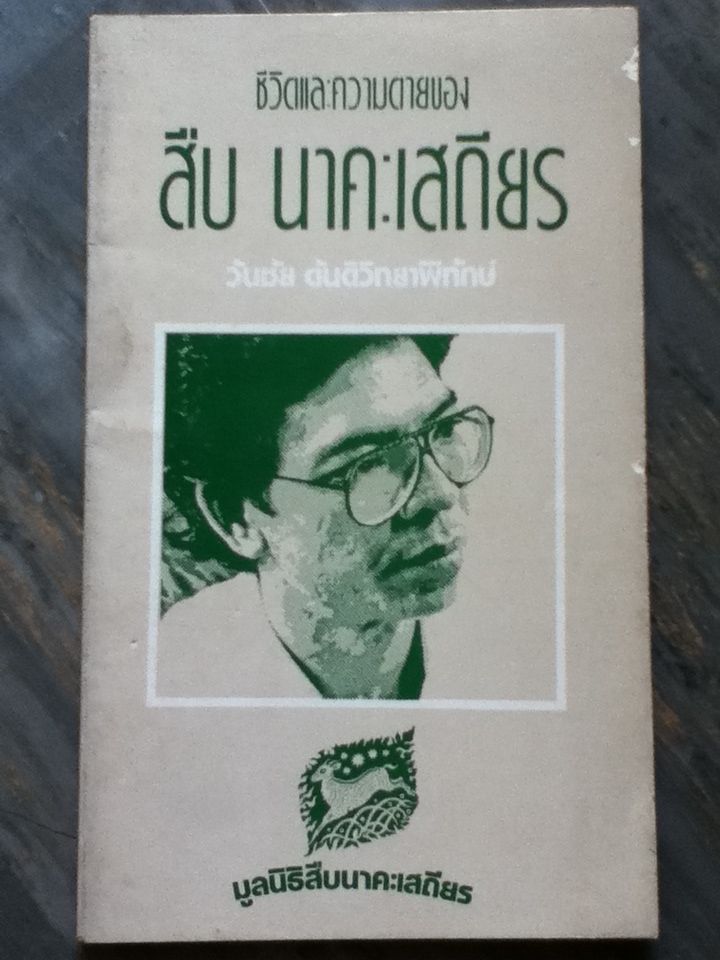 ชีวิตและความตายของ
สืบ นาคะเสถียร
วันชัย ตันติวิทยาพิทักษ์
มูลนิธิสืบนาคะเสถียร